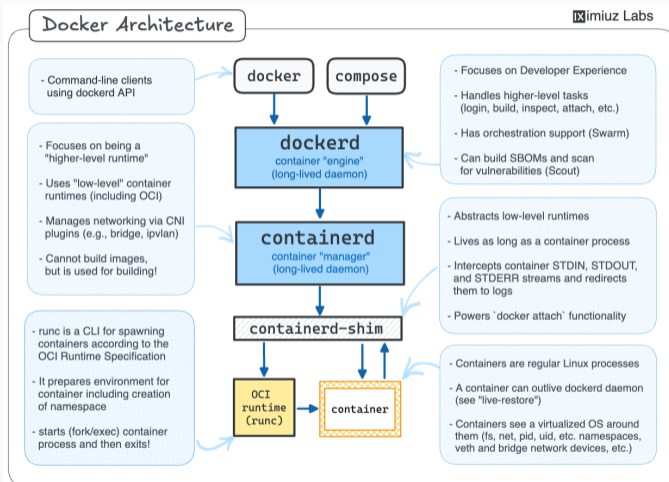 Docker Architecture
iximiuz Labs
- Command-line clients
using dockerd API
docker
compose
- Focuses on Developer Experience
- Handles higher-level tasks
(login, build, inspect, attach, etc.)
- Has orchestration support (Swarm)
- Can build SBOMs and scan
for vulnerabilities (Scout)
dockerd
container "engine"
(long-lived daemon)
- Focuses on being a
"higher-level runtime"
- Uses "low-level" container
runtimes (including OCI)
- Manages networking via CNI
plugins (e.g., bridge, ipvlan)
- Cannot build images,
but is used for building!
containerd
container "manager"
(long-lived daemon)
- Abstracts low-level runtimes
- Lives as long as a container process
- Intercepts container STDIN, STDOUT,
and STDERR streams and redirects
them to logs
- Powers `docker attach` functionality
containerd-shim
- runc is a CLI for spawning
containers according to the
OCI Runtime Specification
- It prepares environment for
container including creation
of namespace
- starts (fork/exec) container
process and then exits!
OCI
runtime
(runc)
container
- Containers are regular Linux processes
- A container can outlive dockerd daemon
(see "live-restore")
- Containers see a virtualized OS around
them (fs, net, pid, uid, etc. namespaces,
veth and bridge network devices, etc.)